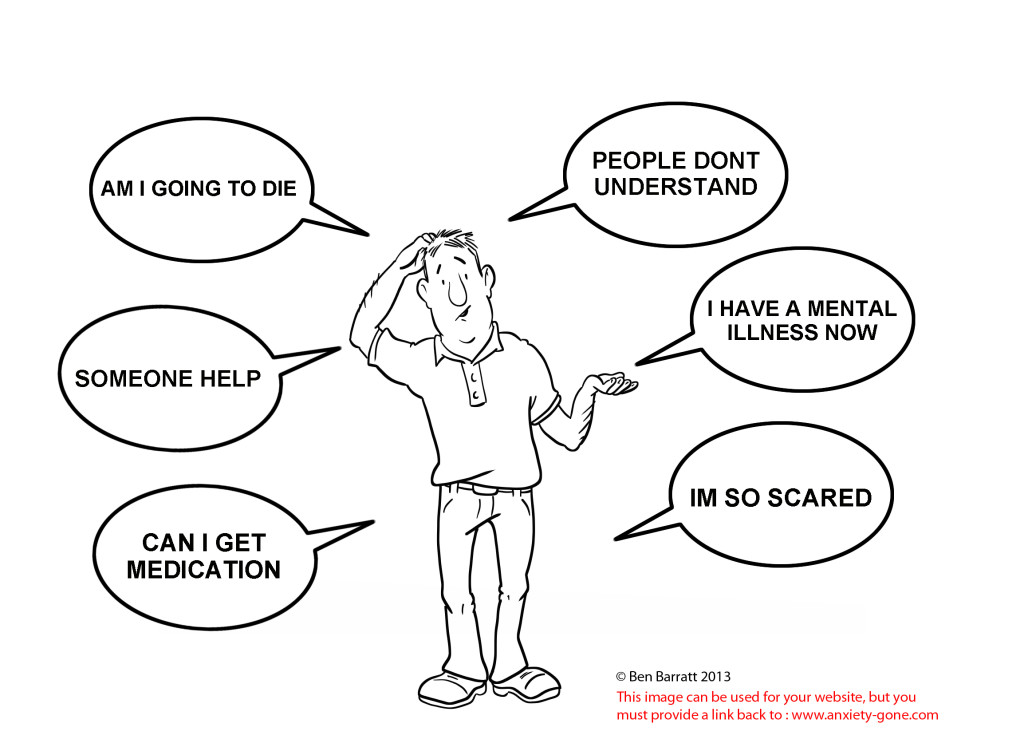 AM I GOING TO DIE
PEOPLE DONT
UNDERSTAND
I HAVE A MENTAL
ILLNESS NOW
SOMEONE HELP
IM SO SCARED
CAN I GET
MEDICATION
© Ben Barratt 2013
This image can be used for your website, but you
must provide a link back to : www.anxiety-gone.com